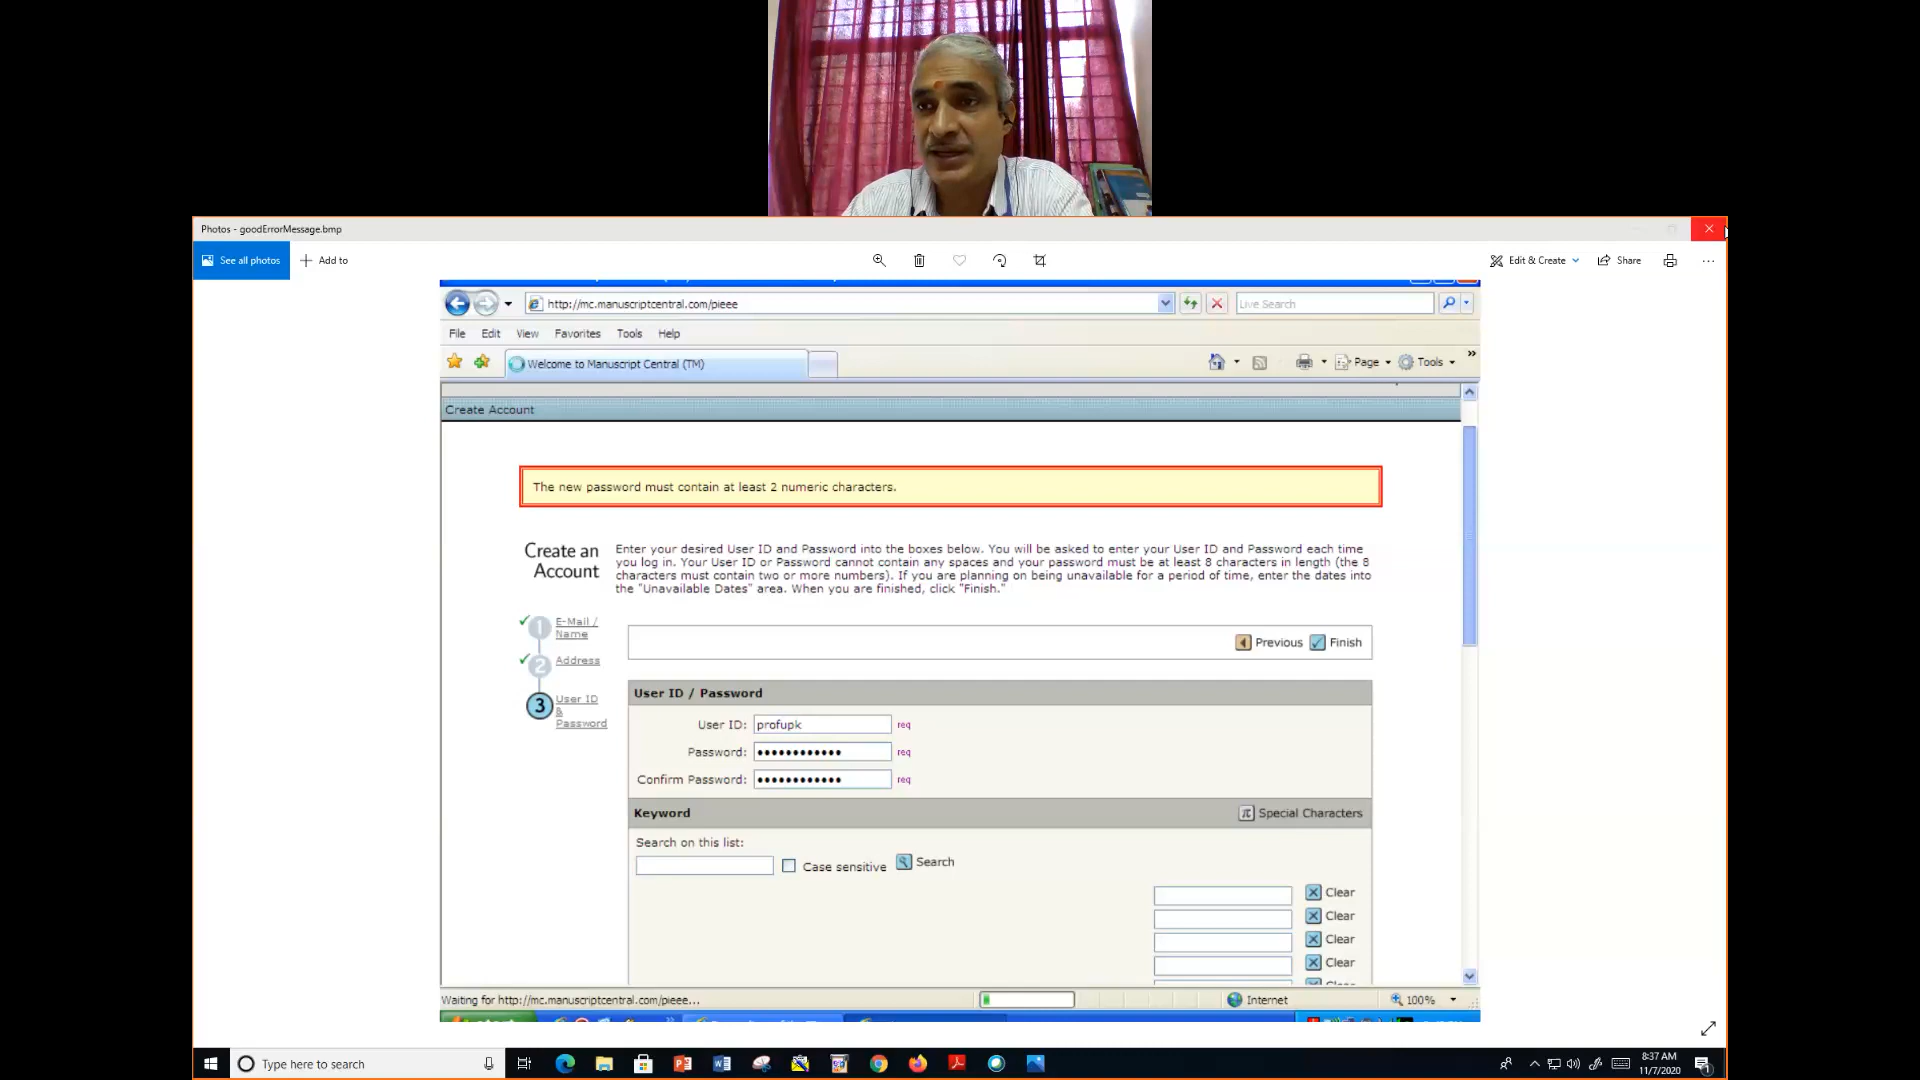 Photos - goodErrorMessage.bmp
See all photos
Add to
Edit & Create
Share
http://mc.manuscriptcentral.com/pieee
Live Search
File Edit View Favorites Tools Help
Welcome to Manuscript Central (TM)
Page
Tools
Create Account
The new password must contain at least 2 numeric characters.
Create an
Account
Enter your desired User ID and Password into the boxes below. You will be asked to enter your User ID and Password each time
you log in. Your User ID or Password cannot contain any spaces and your password must be at least 8 characters in length (the 8
characters must contain two or more numbers). If you are planning on being unavailable for a period of time, enter the dates into
the "Unavailable Dates" area. When you are finished, click "Finish."
1 E-Mail /
Name
2 Address
3 User ID
&
Password
Previous Finish
User ID / Password
User ID: profupk req
Password: •••••••••••• req
Confirm Password: •••••••••••• req
Keyword
Special Characters
Search on this list:
Case sensitive Search
Clear
Clear
Clear
Clear
Waiting for http://mc.manuscriptcentral.com/pieee...
Internet
100%
Type here to search
8:37 AM
11/7/2020